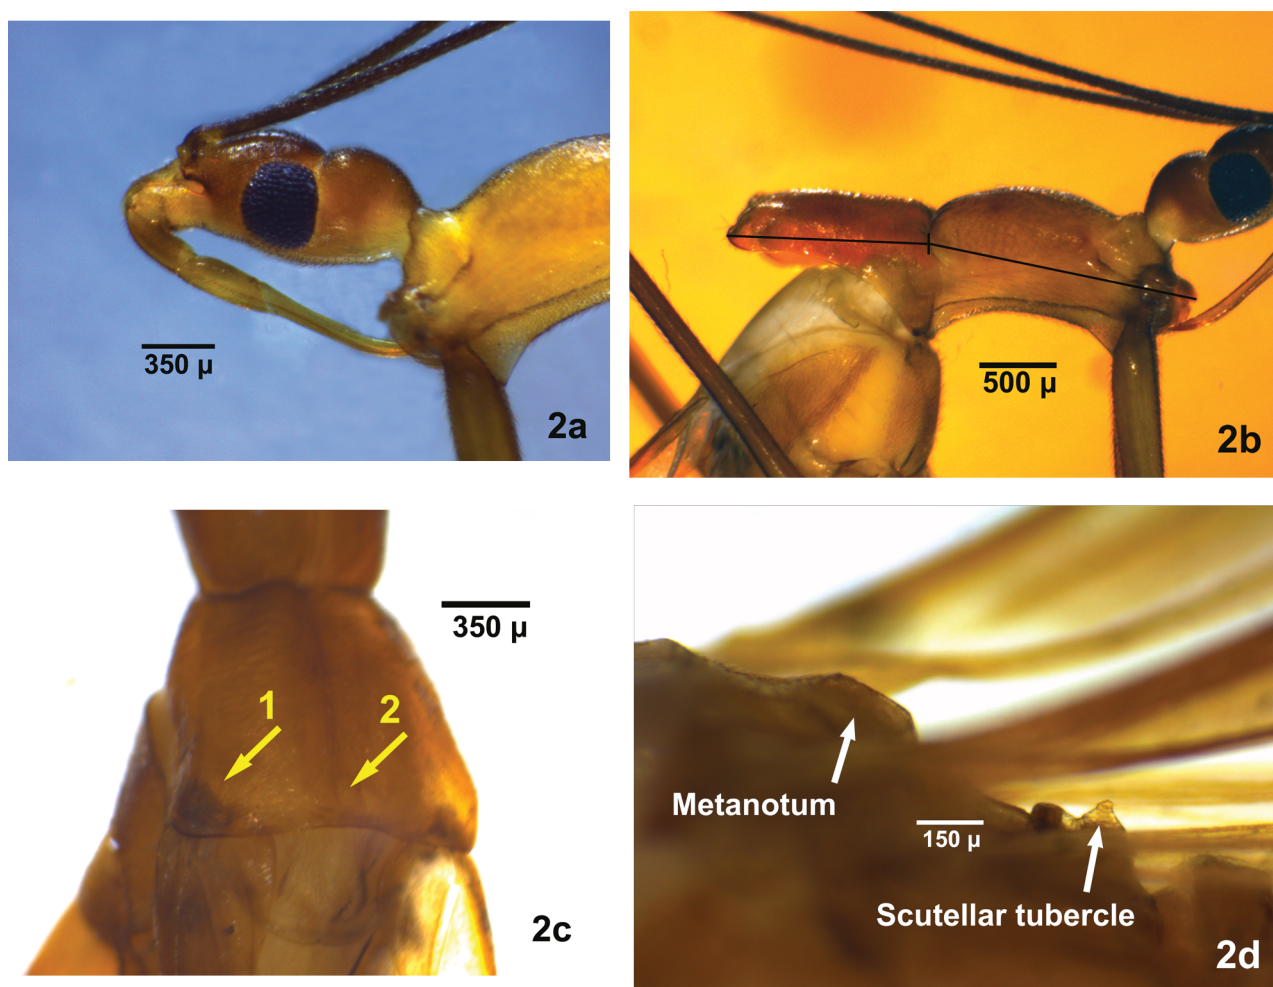 350 µ
2a
500 µ
2b
350 µ
1
2
2c
Metanotum
150 µ
Scutellar tubercle
2d